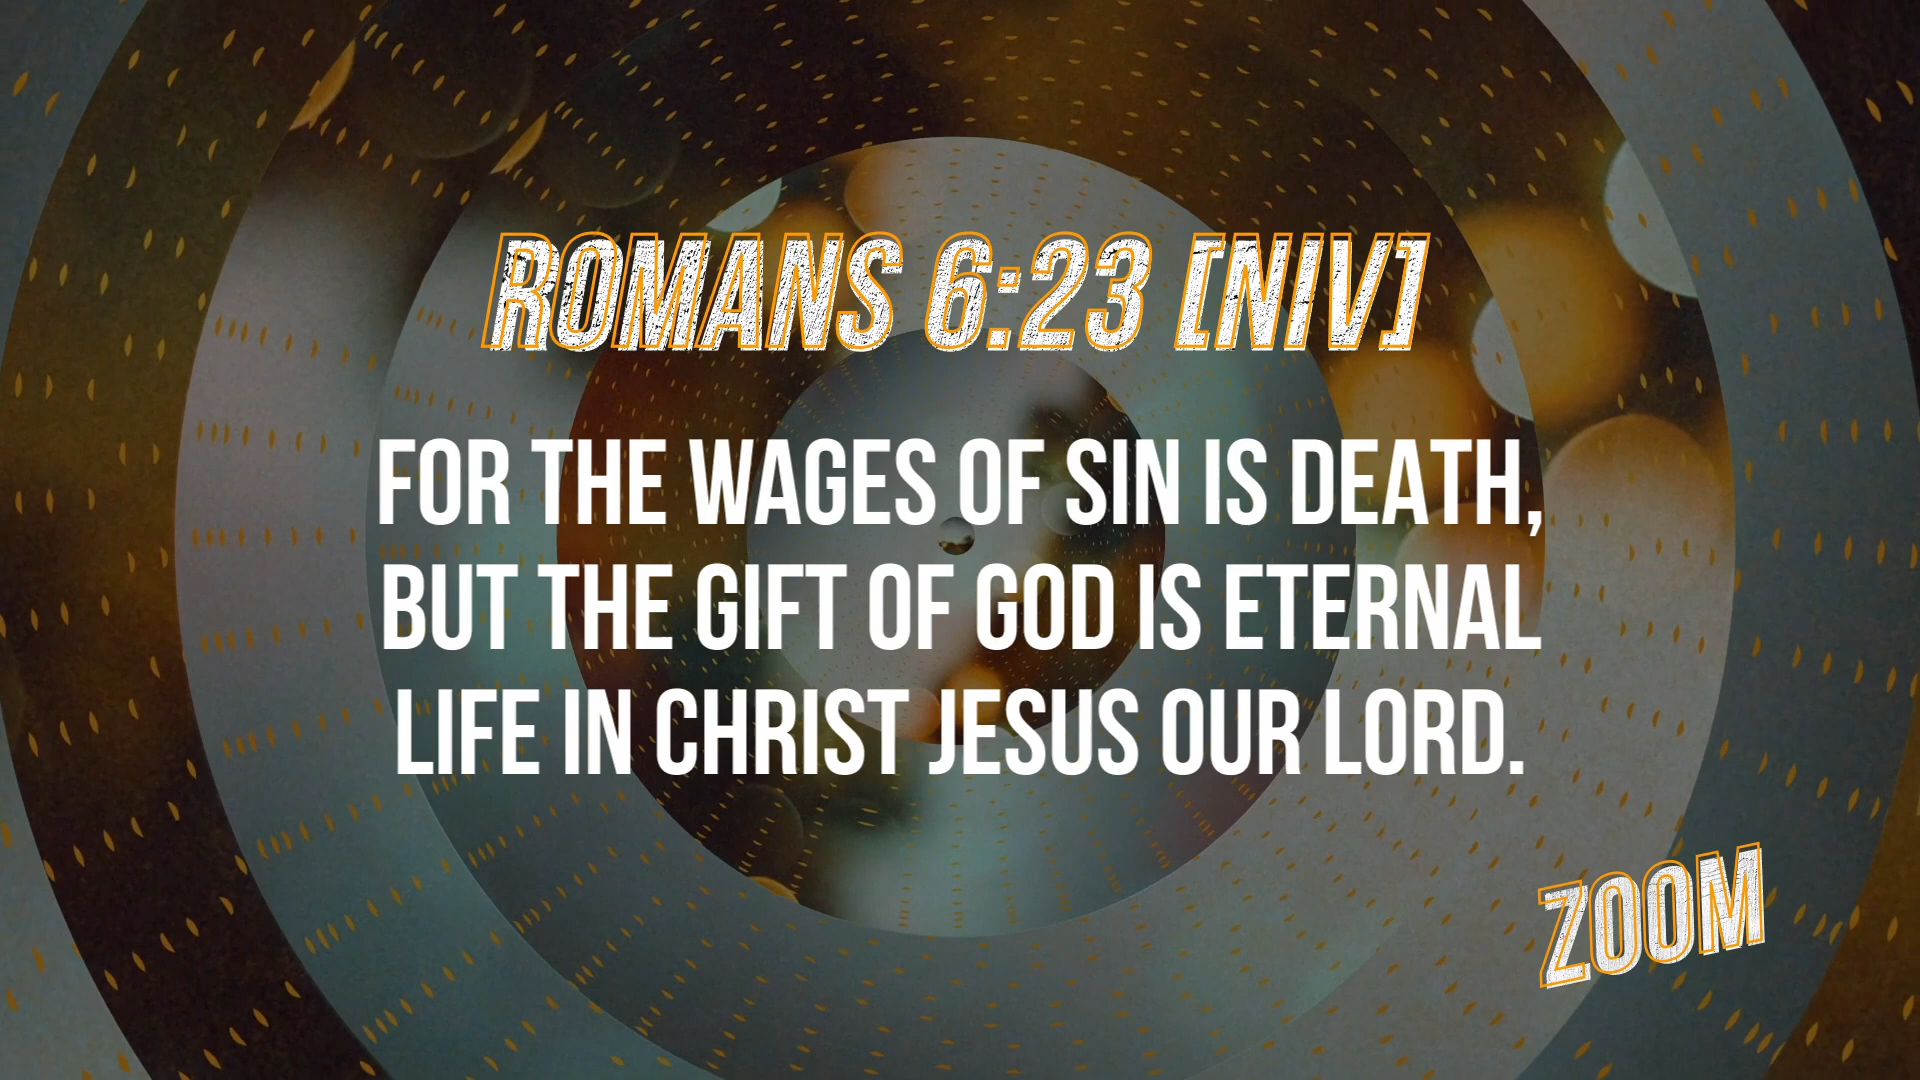 ROMANS 6:23 [NIV]
FOR THE WAGES OF SIN IS DEATH,
BUT THE GIFT OF GOD IS ETERNAL
LIFE IN CHRIST JESUS OUR LORD.
ZOOM